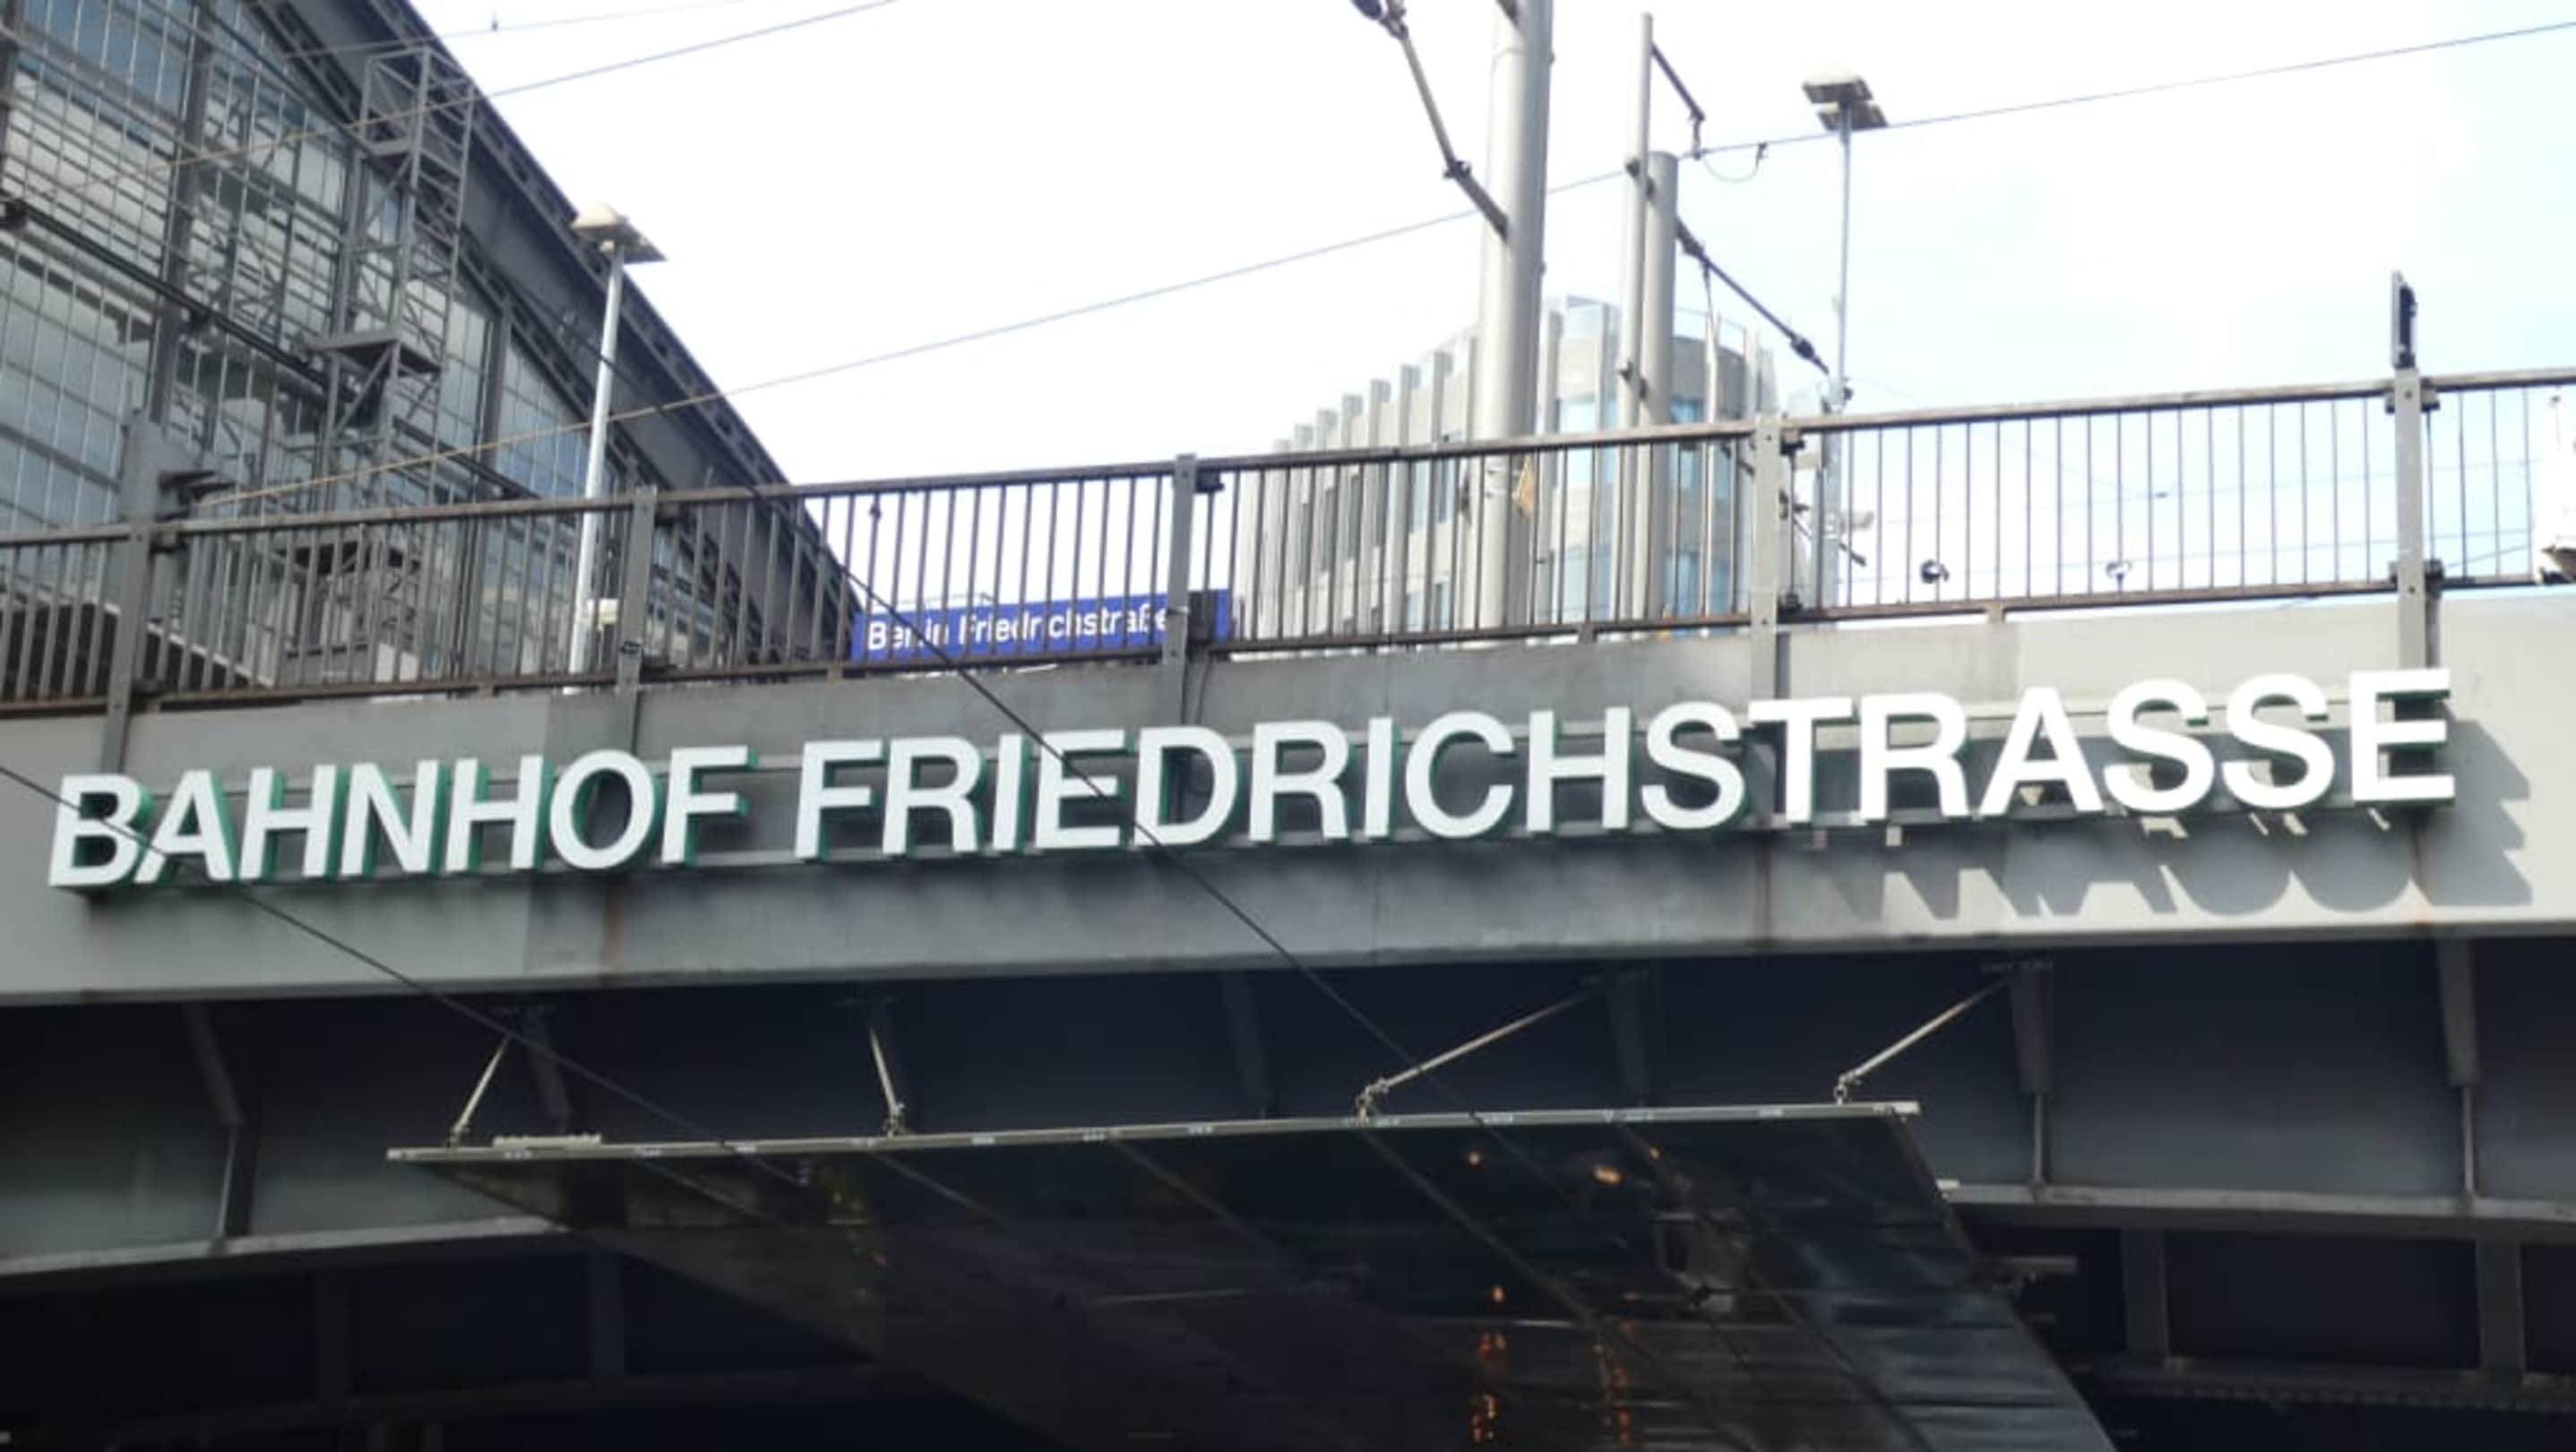 Berlin Friedrichstraße
BAHNHOF FRIEDRICHSTRASSE